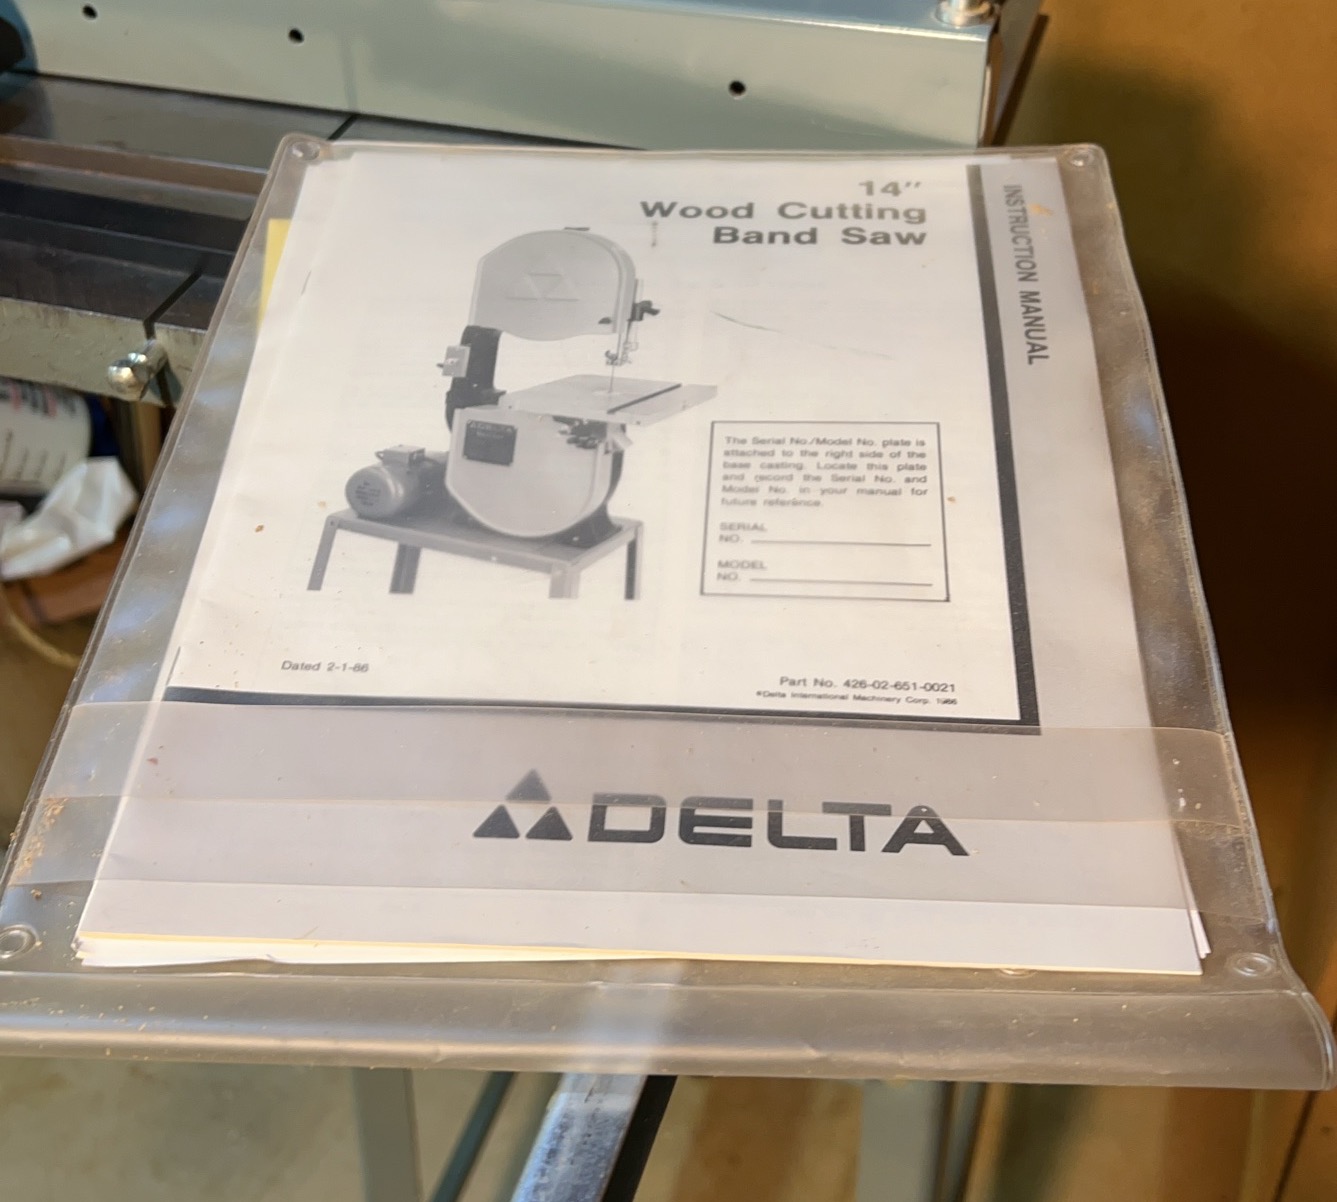 14"
Wood Cutting
Band Saw
INSTRUCTION MANUAL
DELTA
The Serial No./Model No. plate is
attached to the right side of the
base casting. Locate this plate
and record the Serial No. and
Model No. in your manual for
future reference.
SERIAL
NO.
MODEL
NO.
Dated 2-1-86
Part No. 426-02-651-0021
©Delta International Machinery Corp. 1986
DELTA